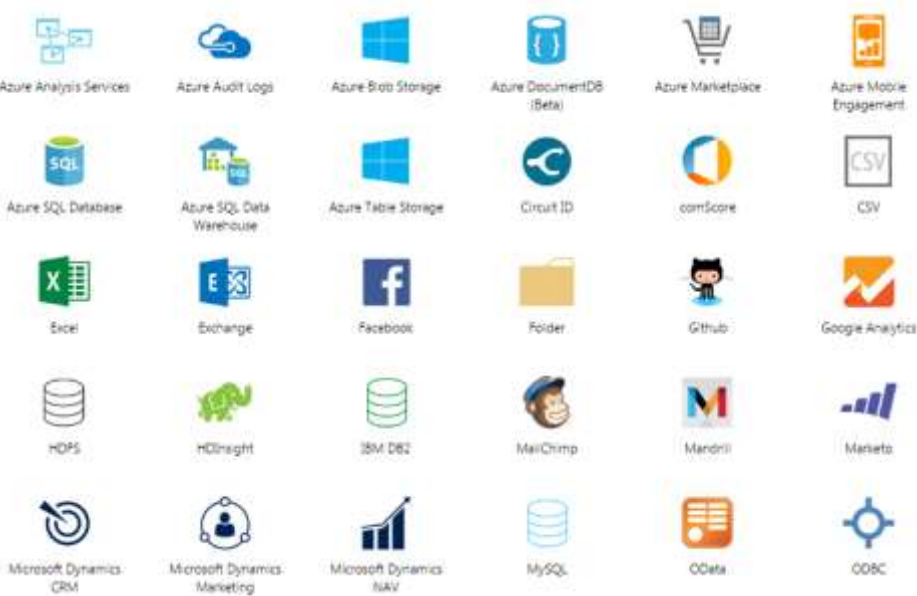 Azure Analysis Services
Azure Audit Logs
Azure Blob Storage
Azure DocumentDB
(Beta)
Azure Marketplace
Azure Mobile
Engagement
SQL
Azure SQL Database
SQL
Azure SQL Data
Warehouse
Azure Table Storage
Circuit ID
comScore
CSV
CSV
X
Excel
E
Exchange
f
Facebook
Folder
Github
Google Analytics
HDFS
HDInsight
IBM DB2
MailChimp
M
Mandrill
Marketo
Microsoft Dynamics
CRM
Microsoft Dynamics
Marketing
Microsoft Dynamics
NAV
MySQL
OData
ODBC